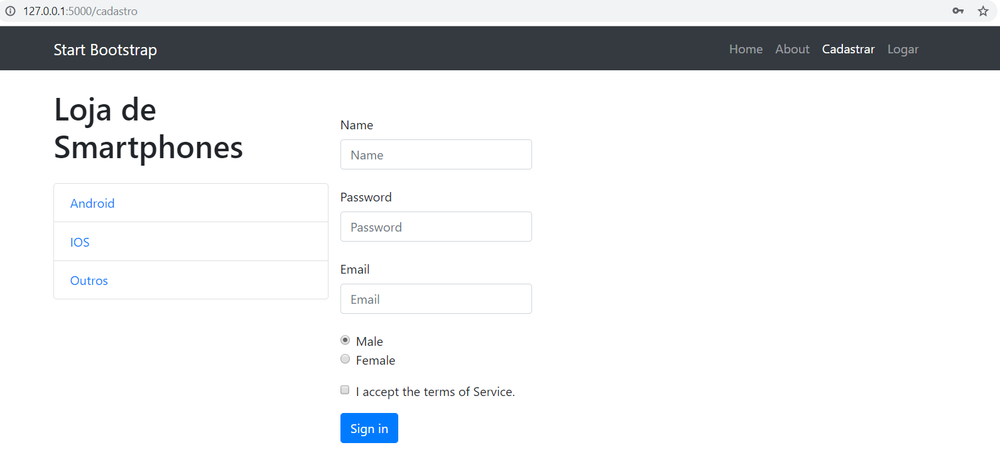 127.0.0.1:5000/cadastro
Start Bootstrap
Home About Cadastrar Logar
Loja de
Smartphones
Android
IOS
Outros
Name
Name
Password
Password
Email
Email
Male
Female
I accept the terms of Service.
Sign in